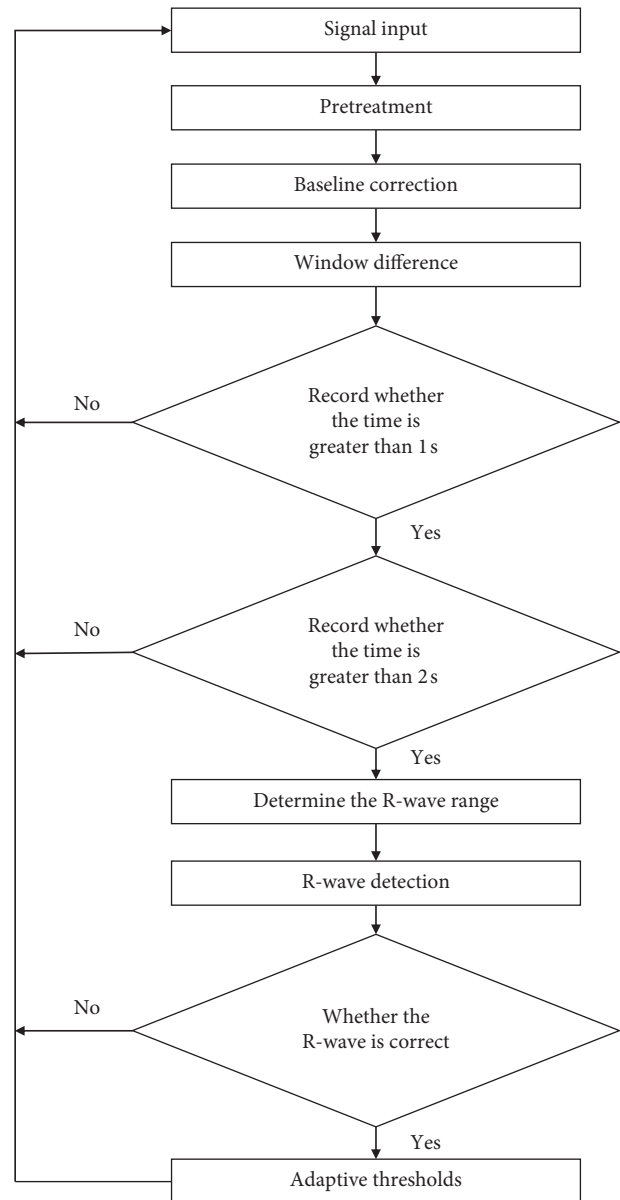 Signal input
Pretreatment
Baseline correction
Window difference
Record whether
the time is
greater than 1 s
No
Yes
Record whether
the time is
greater than 2 s
No
Yes
Determine the R-wave range
R-wave detection
Whether the
R-wave is correct
No
Yes
Adaptive thresholds